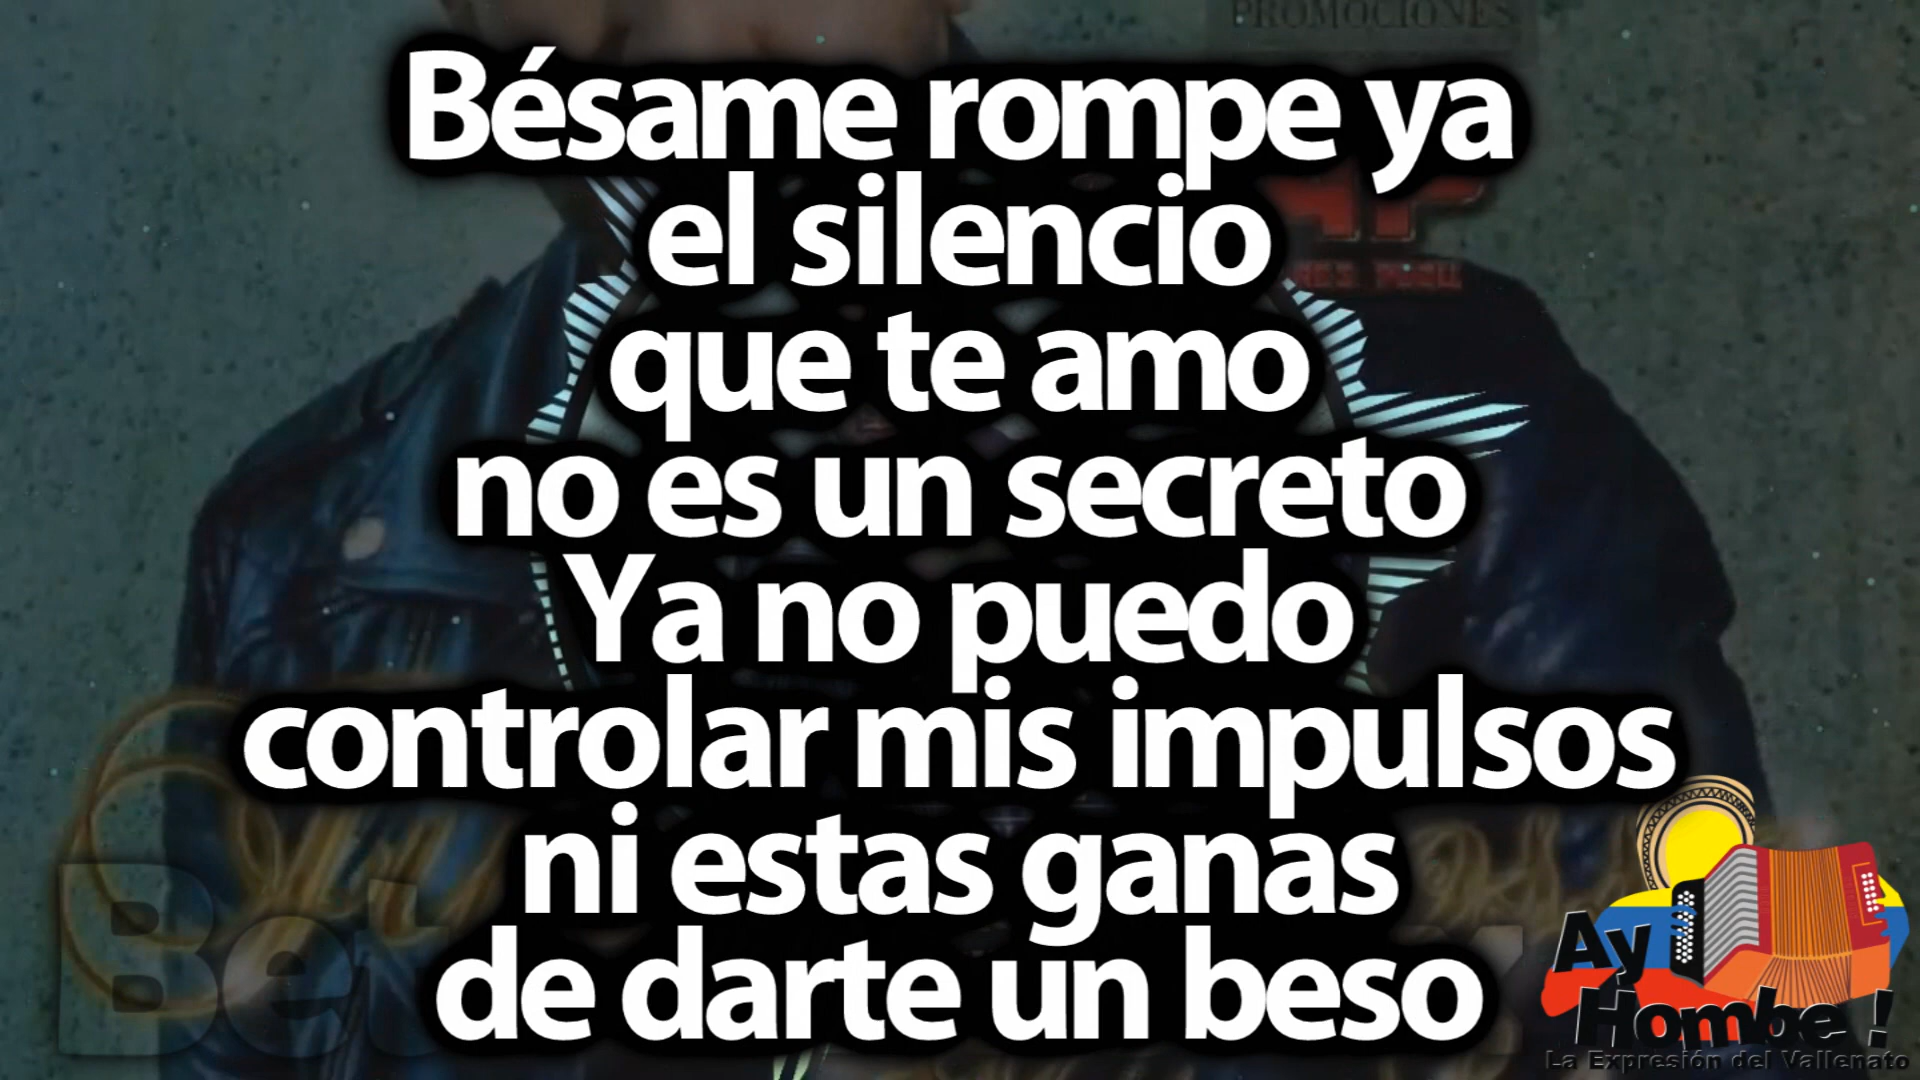 PROMOCIONES
Bésame rompe ya
el silencio
que te amo
no es un secreto
Ya no puedo
controlar mis impulsos
ni estas ganas
de darte un beso
Bet
Ay
Hombe !
La Expresión del Vallenato